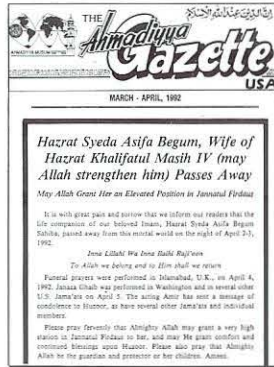 إن الدين عند الله الإسلام
THE
Ahmadiyya
Gazette
USA
MARCH - APRIL, 1992
Hazrat Syeda Asifa Begum, Wife of
Hazrat Khalifatul Masih IV (may
Allah strengthen him) Passes Away
May Allah Grant Her an Elevated Position in Jannatul Firdaus
It is with great pain and sorrow that we inform our readers that the
life companion of our beloved Imam, Hazrat Syeda Asifa Begum
Sahiba, passed away from this mortal world on the night of April 2-3,
1992.
Inna Lillahi Wa Inna Ilaihi Raji'oon
To Allah we belong and to Him shall we return
Funeral prayers were performed in Islamabad, U.K., on April 4,
1992. Janaza Ghaib was performed in Washington and in several other
U.S. Jama'ats on April 5. The acting Amir has sent a message of
condolence to Huzoor, as have several other Jama'ats and individual
members.
Please pray fervently that Almighty Allah may grant a very high
station in Jannatul Firdaus to her, and may He grant comfort and
continued blessings upon Huzoor. Please also pray that Almighty
Allah be the guardian and protector or her children. Ameen.